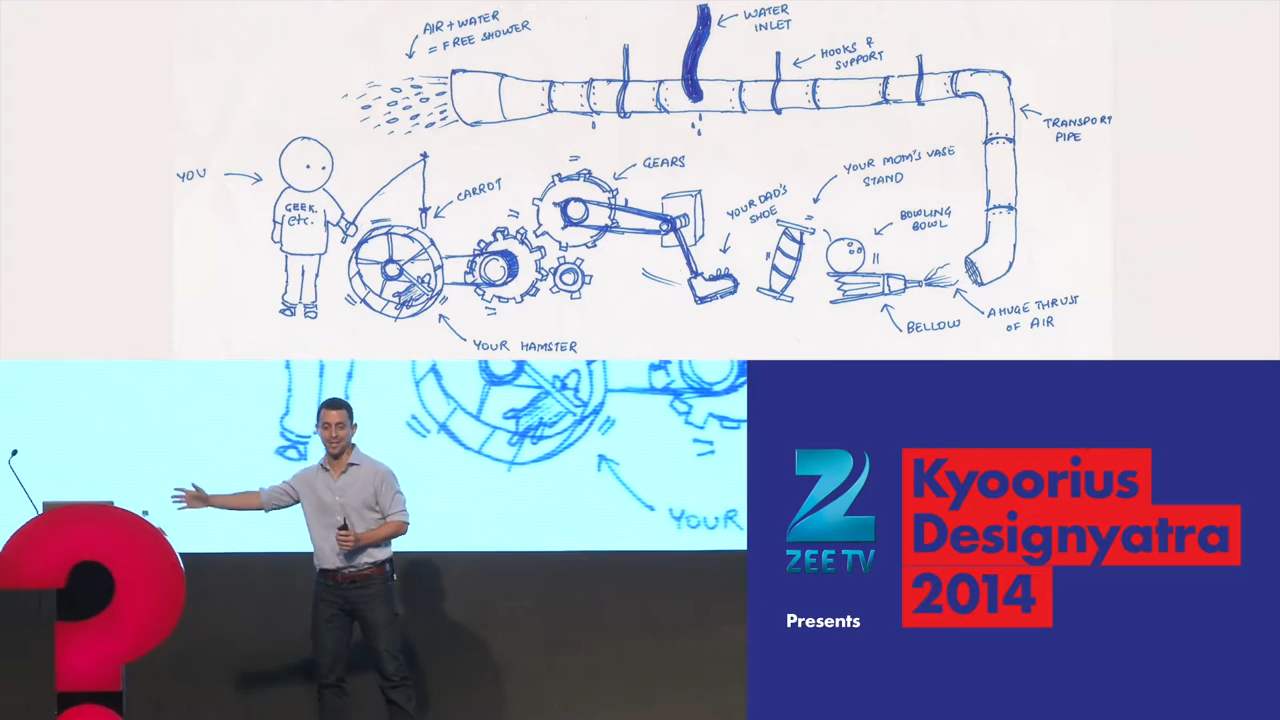 AIR + WATER
= FREE SHOWER
WATER
INLET
HOOKS &
SUPPORT
TRANSPORT
PIPE
YOU
GEEK.
etc.
CARROT
GEARS
YOUR DAD'S
SHOE
YOUR MOM'S VASE
STAND
BOWLING
BOWL
A HUGE THRUST
OF AIR
BELLOW
YOUR HAMSTER
YOUR
?
Z
ZEE TV
Presents
Kyoorius
Designyatra
2014